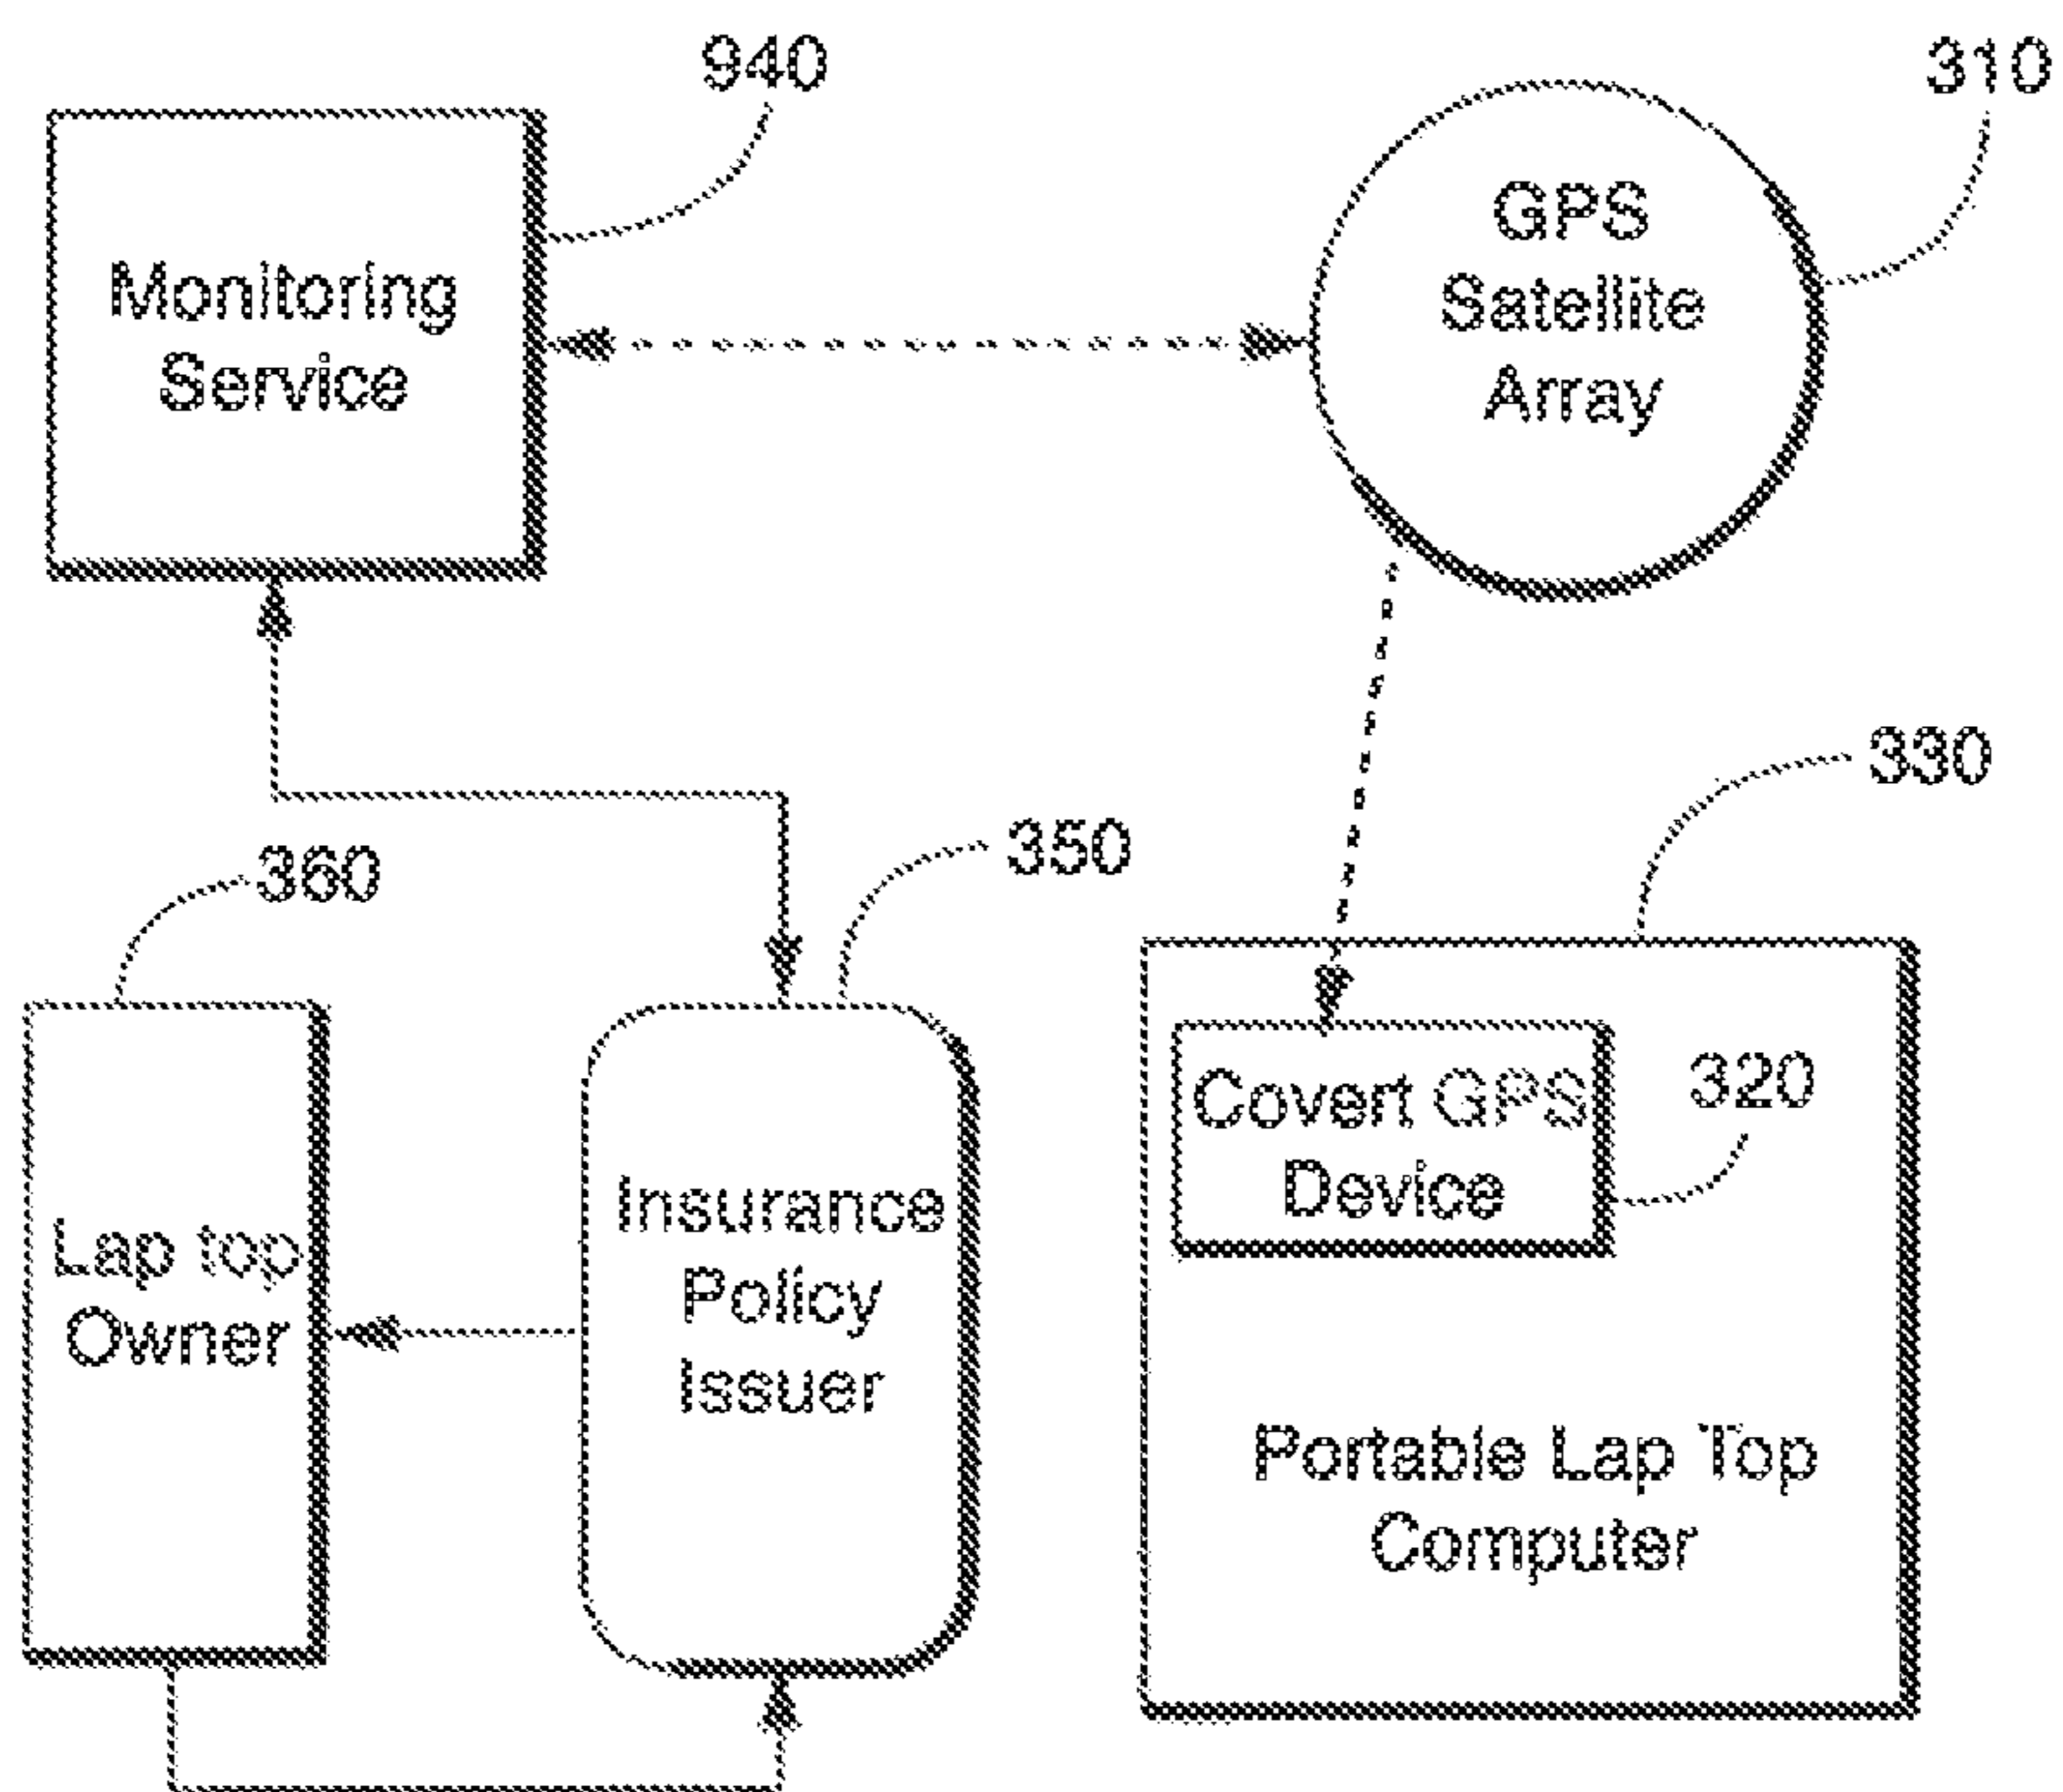 940
310
Monitoring
Service
GPS
Satellite
Array
330
350
360
Covert GPS
Device
320
Lap top
Owner
Insurance
Policy
Issuer
Portable Lap Top
Computer